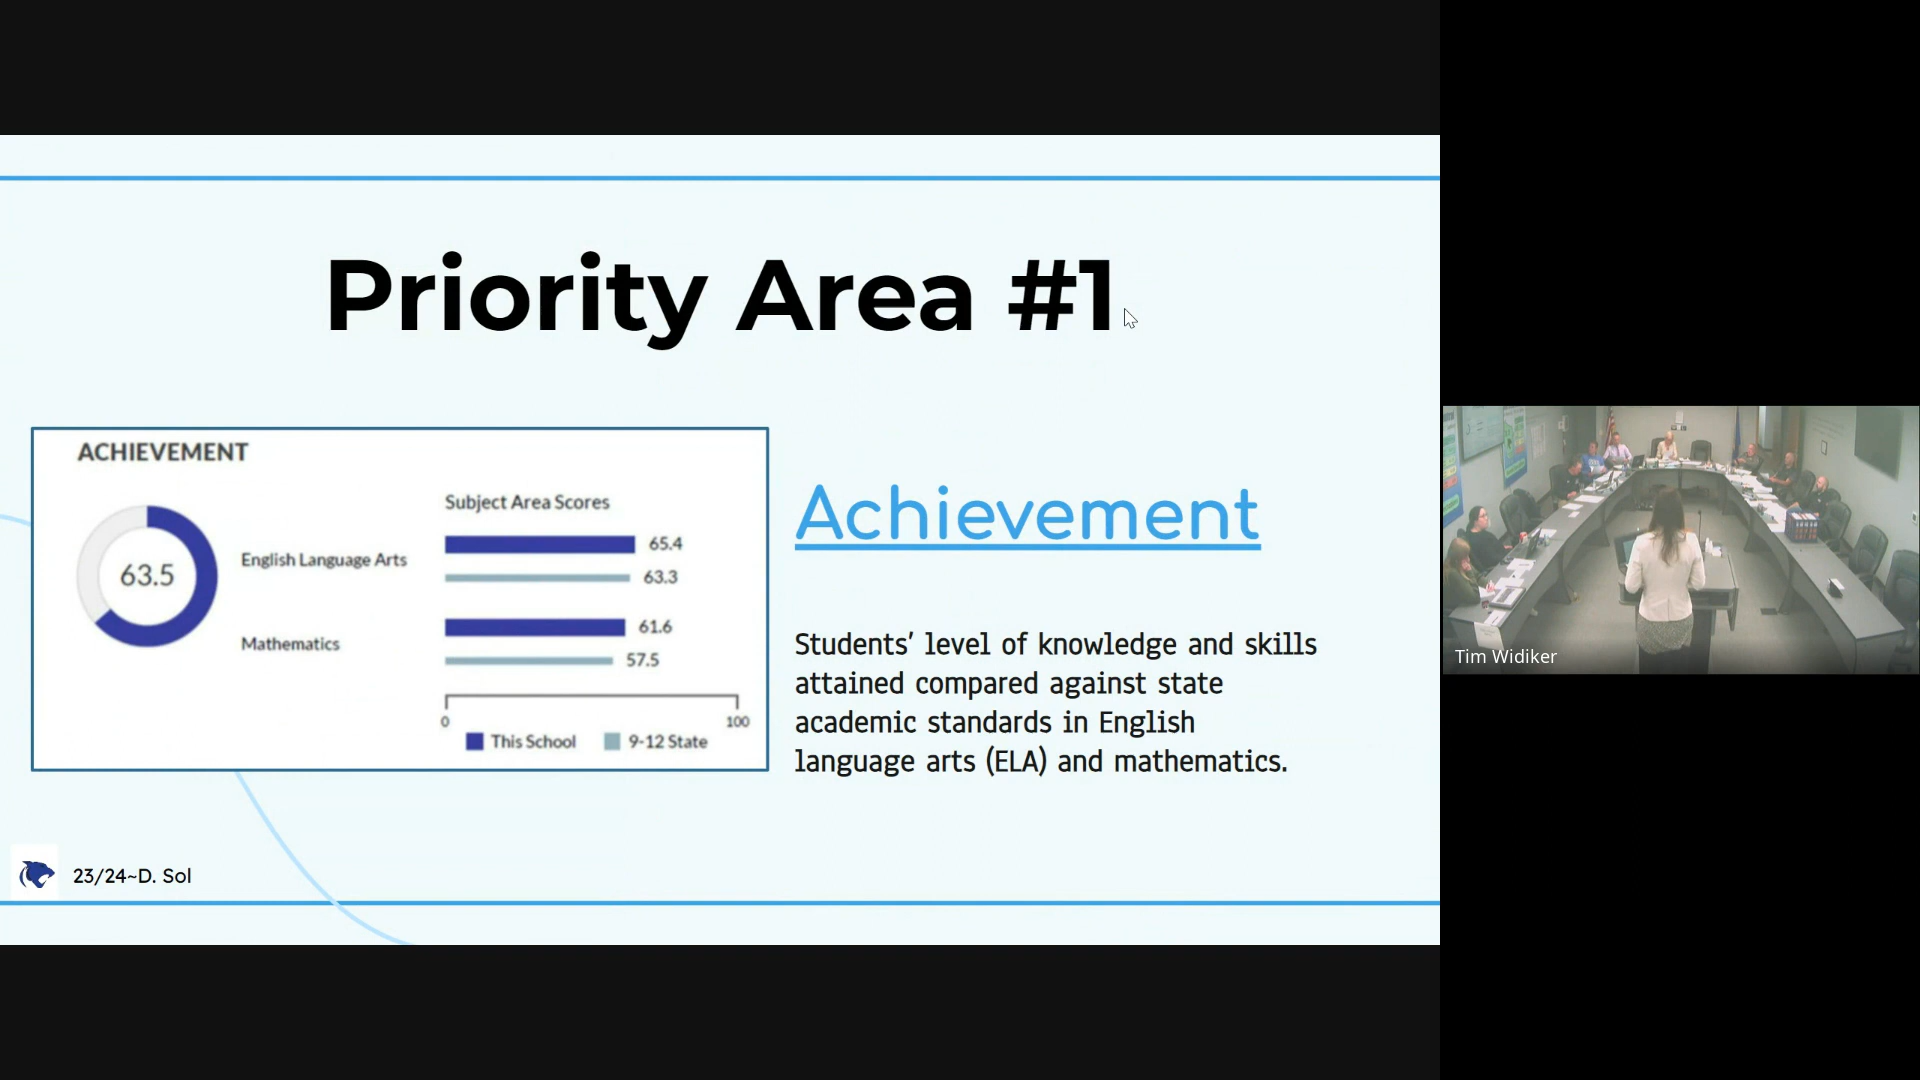 Priority Area #1
ACHIEVEMENT
63.5
Subject Area Scores
English Language Arts
65.4
63.3
Mathematics
61.6
57.5
0
100
This School
9-12 State
Achievement
Students' level of knowledge and skills
attained compared against state
academic standards in English
language arts (ELA) and mathematics.
23/24~D. Sol
Tim Widiker